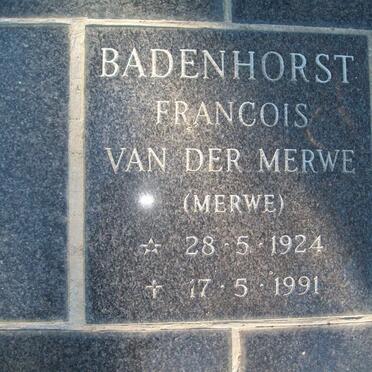 BADENHORST
FRANCOIS
VAN DER MERWE
(MERWE)
☆ 28·5·1924
✝ 17·5·1991